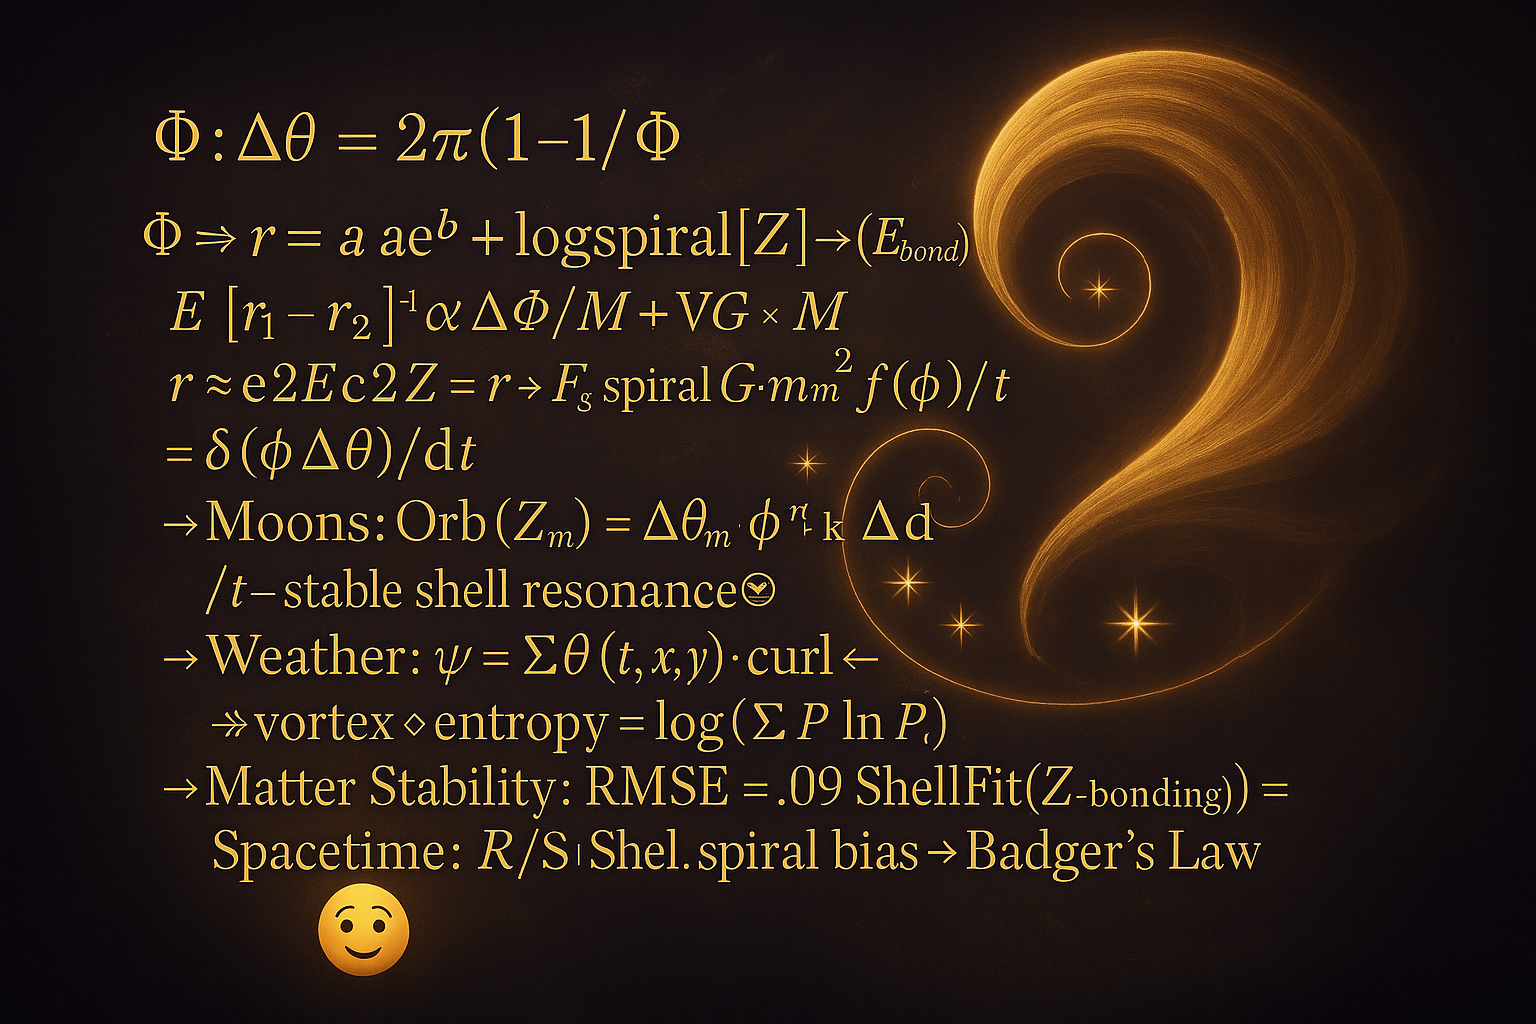 Φ : Δθ = 2π(1–1/Φ
Φ ⇒ r = a ae^b + logspiral[Z] → (E_bond)
E [r₁ – r₂]⁻¹ α ΔΦ/M + VG × M
r ≈ e2Ec2Z = r → F_g spiral G·m_m² f(ϕ)/t
= δ(ϕ Δθ)/dt
→ Moons: Orb(Z_m) = Δθ_m · ϕ k Δd
/t – stable shell resonance
→ Weather: ψ = Σθ(t, x, y) · curl ←
↠ vortex ⋄ entropy = log(Σ P ln P)
→ Matter Stability: RMSE = .09 ShellFit(Z-bonding)) =
Spacetime: R/S Shel. spiral bias → Badger’s Law